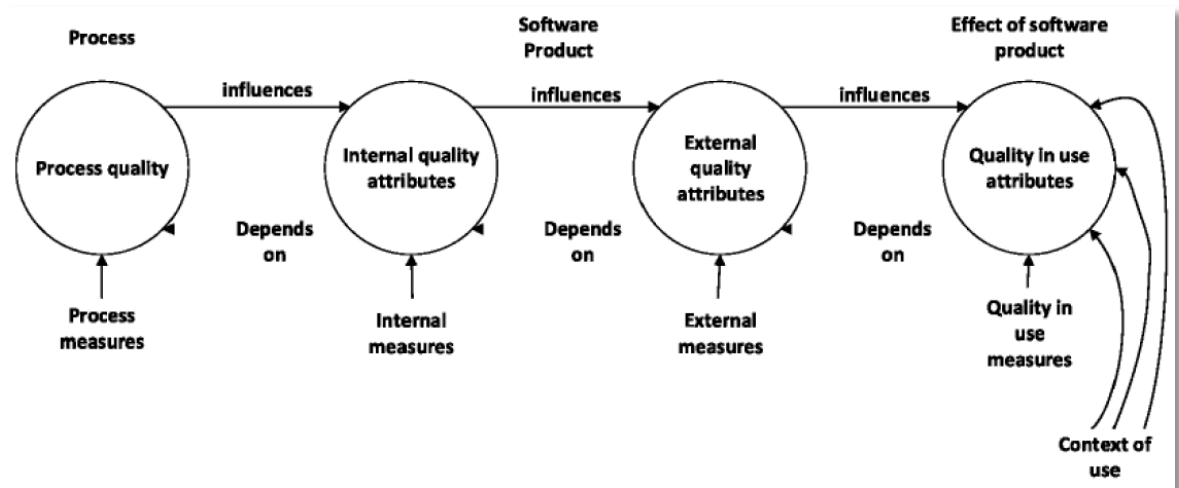 Process
Software
Product
Effect of software
product
influences
influences
influences
Process quality
Internal quality
attributes
External
quality
attributes
Quality in use
attributes
Depends
on
Depends
on
Depends
on
Process
measures
Internal
measures
External
measures
Quality in
use
measures
Context of
use